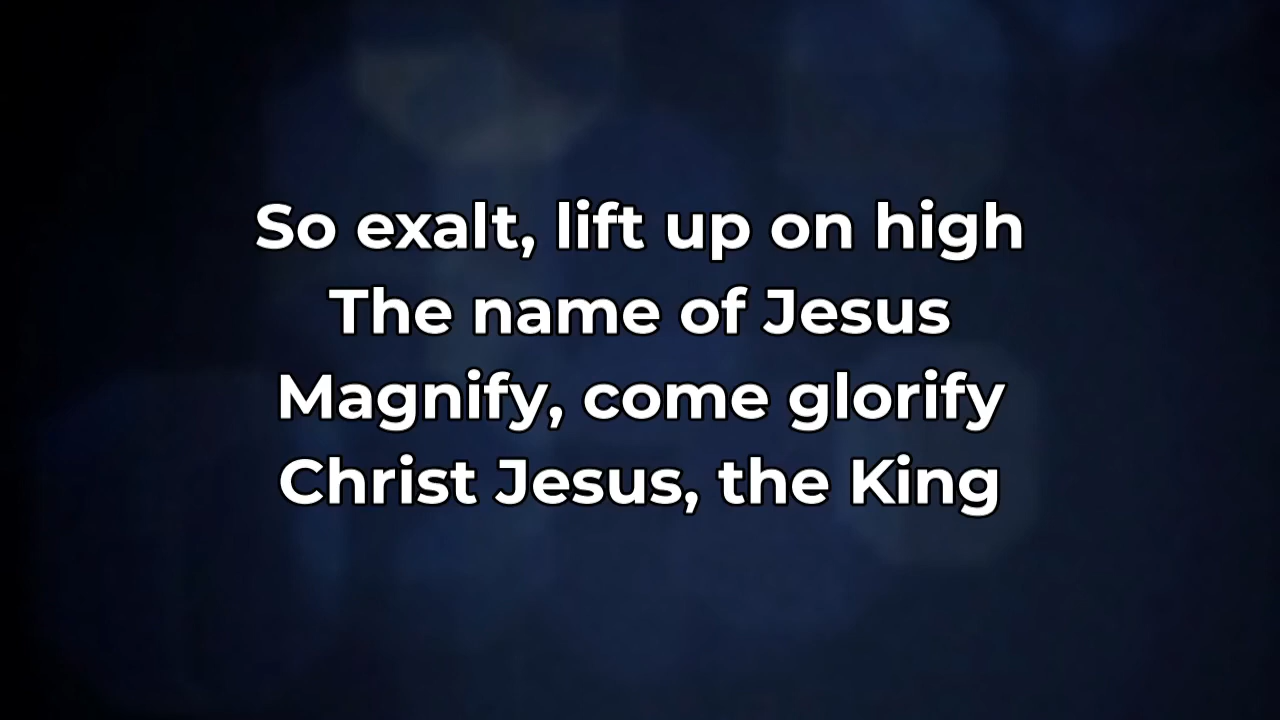 So exalt, lift up on high
The name of Jesus
Magnify, come glorify
Christ Jesus, the King